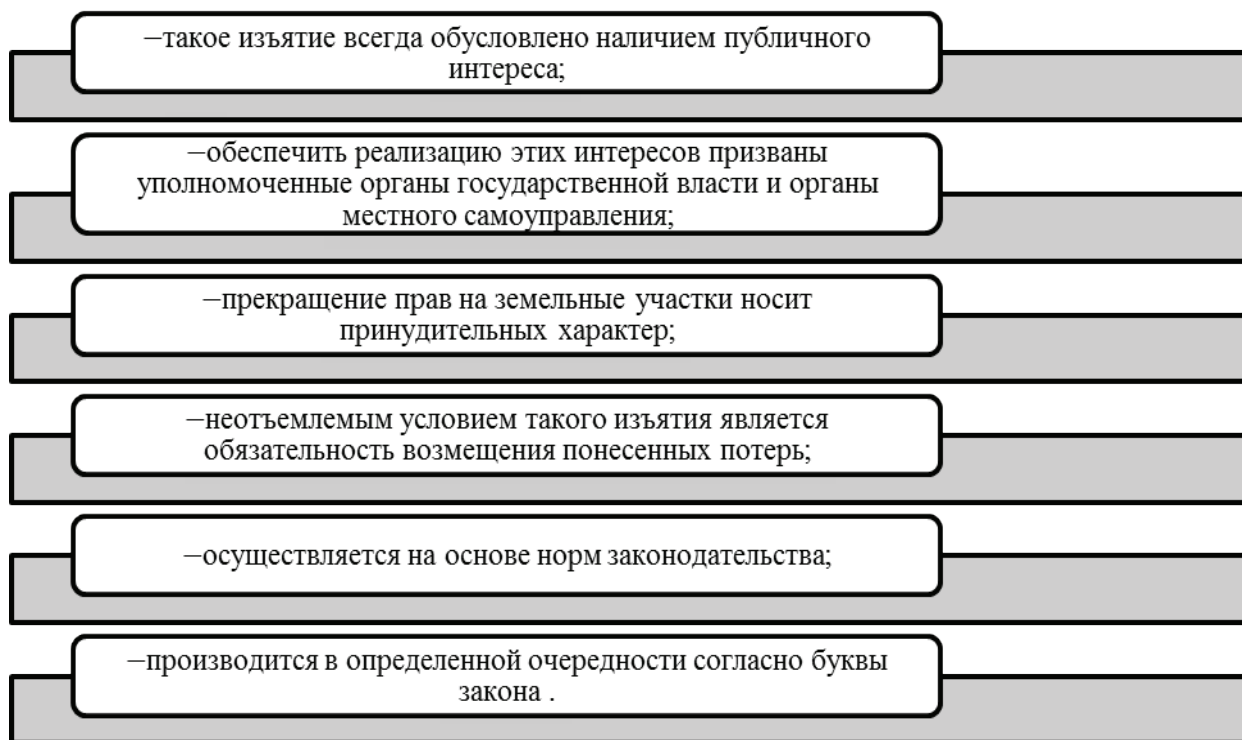 –такое изъятие всегда обусловлено наличием публичного
интереса;
–обеспечить реализацию этих интересов призваны
уполномоченные органы государственной власти и органы
местного самоуправления;
–прекращение прав на земельные участки носит
принудительных характер;
–неотъемлемым условием такого изъятия является
обязательность возмещения понесенных потерь;
–осуществляется на основе норм законодательства;
–производится в определенной очередности согласно буквы
закона .